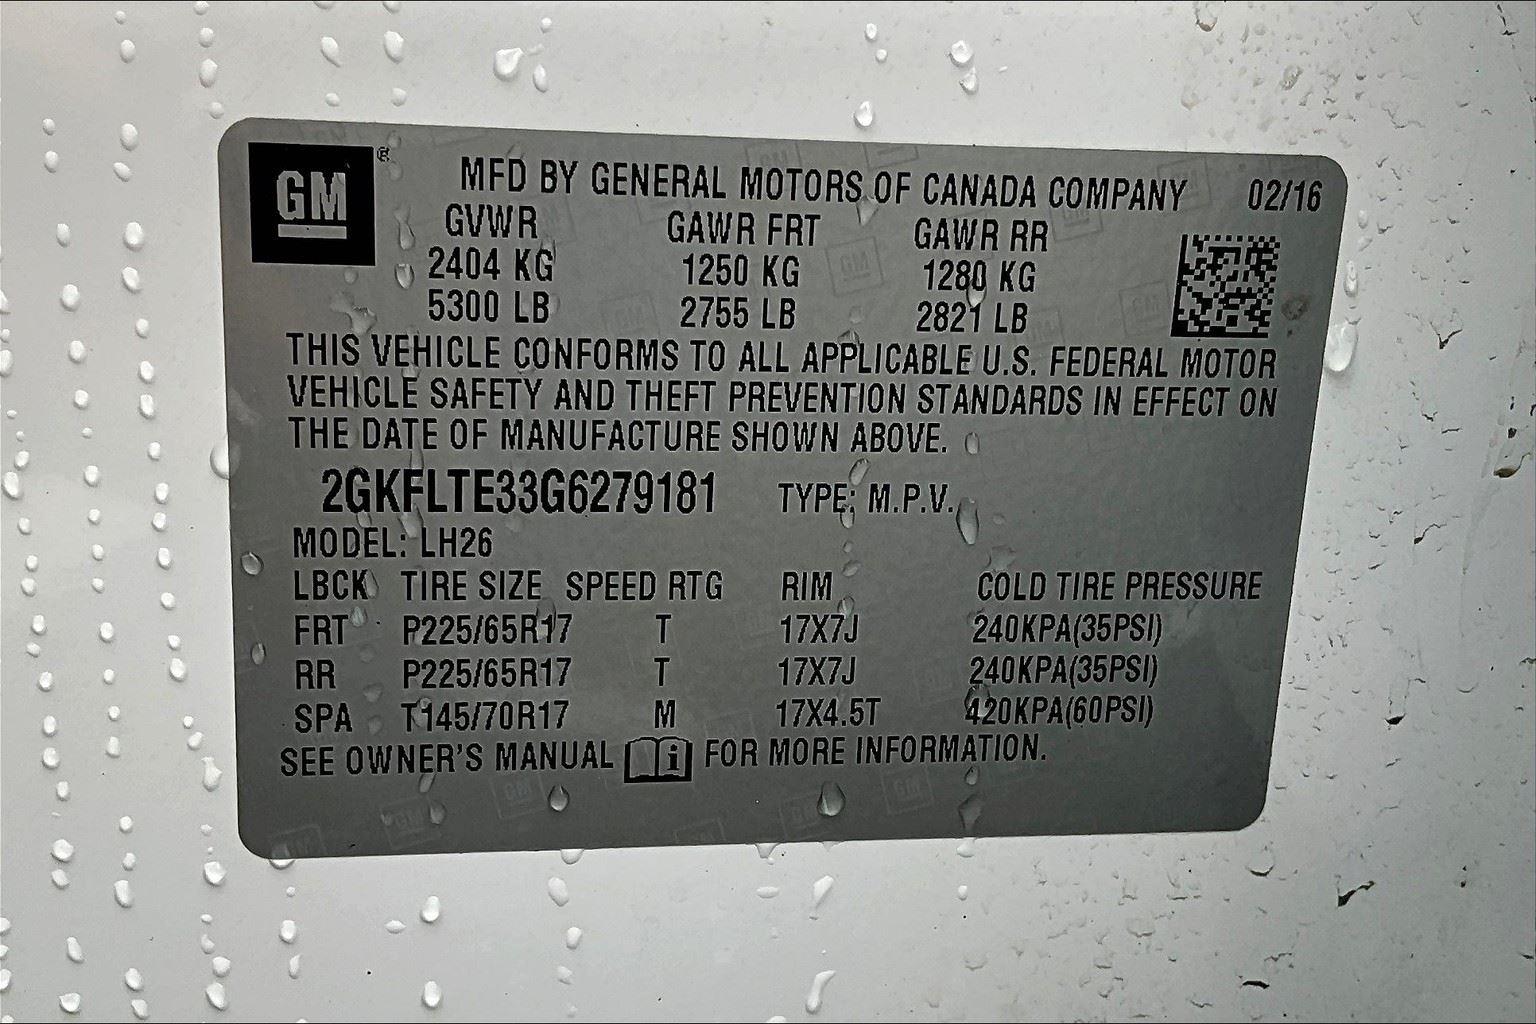 GM ® MFD BY GENERAL MOTORS OF CANADA COMPANY 02/16
GVWR GAWR FRT GAWR RR
2404 KG 1250 KG 1280 KG
5300 LB 2755 LB 2821 LB
THIS VEHICLE CONFORMS TO ALL APPLICABLE U.S. FEDERAL MOTOR
VEHICLE SAFETY AND THEFT PREVENTION STANDARDS IN EFFECT ON
THE DATE OF MANUFACTURE SHOWN ABOVE.
2GKFLTE33G6279181 TYPE: M.P.V.
MODEL: LH26
LBCK TIRE SIZE SPEED RTG RIM COLD TIRE PRESSURE
FRT P225/65R17 T 17X7J 240KPA(35PSI)
RR P225/65R17 T 17X7J 240KPA(35PSI)
SPA T145/70R17 M 17X4.5T 420KPA(60PSI)
SEE OWNER'S MANUAL i FOR MORE INFORMATION.